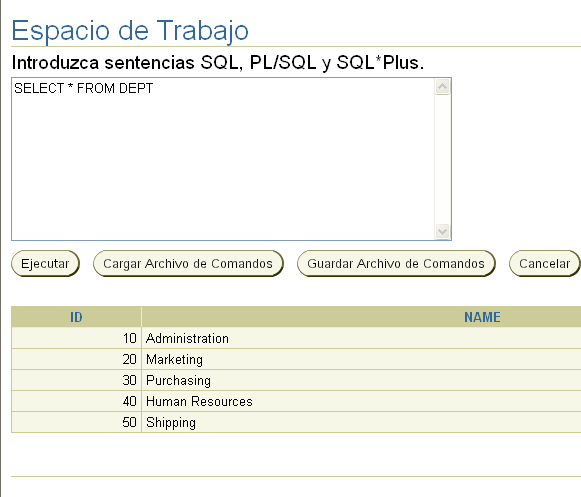 Espacio de Trabajo
Introduzca sentencias SQL, PL/SQL y SQL*Plus.
SELECT * FROM DEPT
Ejecutar Cargar Archivo de Comandos Guardar Archivo de Comandos Cancelar
ID NAME
10 Administration
20 Marketing
30 Purchasing
40 Human Resources
50 Shipping